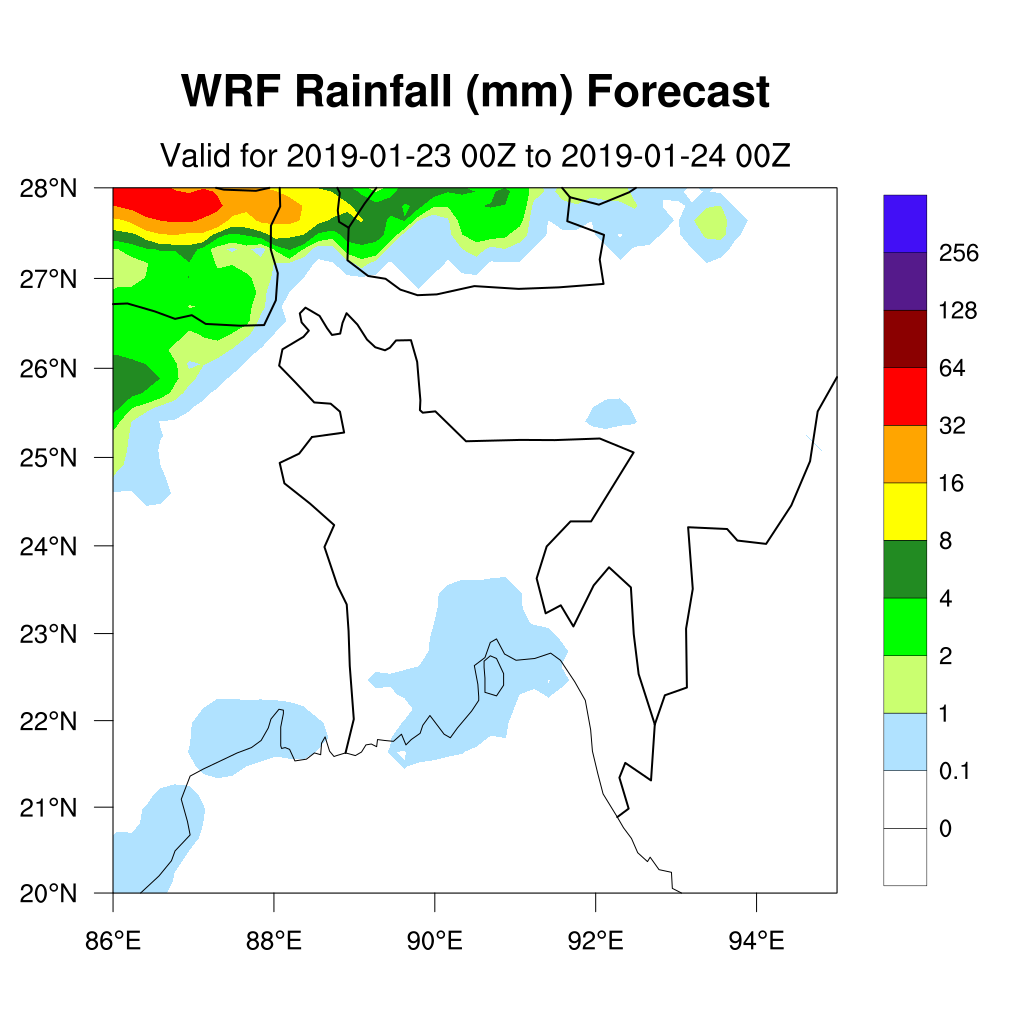 WRF Rainfall (mm) Forecast
Valid for 2019-01-23 00Z to 2019-01-24 00Z
28°N
27°N
26°N
25°N
24°N
23°N
22°N
21°N
20°N
86°E 88°E 90°E 92°E 94°E
256
128
64
32
16
8
4
2
1
0.1
0